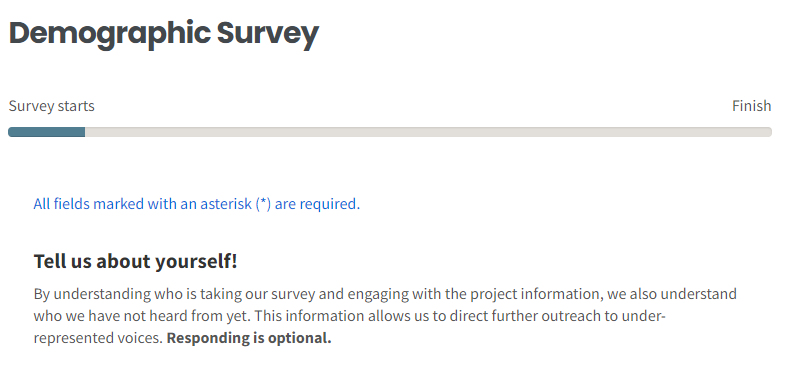 Demographic Survey
Survey starts
Finish
All fields marked with an asterisk (*) are required.
Tell us about yourself!
By understanding who is taking our survey and engaging with the project information, we also understand
who we have not heard from yet. This information allows us to direct further outreach to under-
represented voices. Responding is optional.